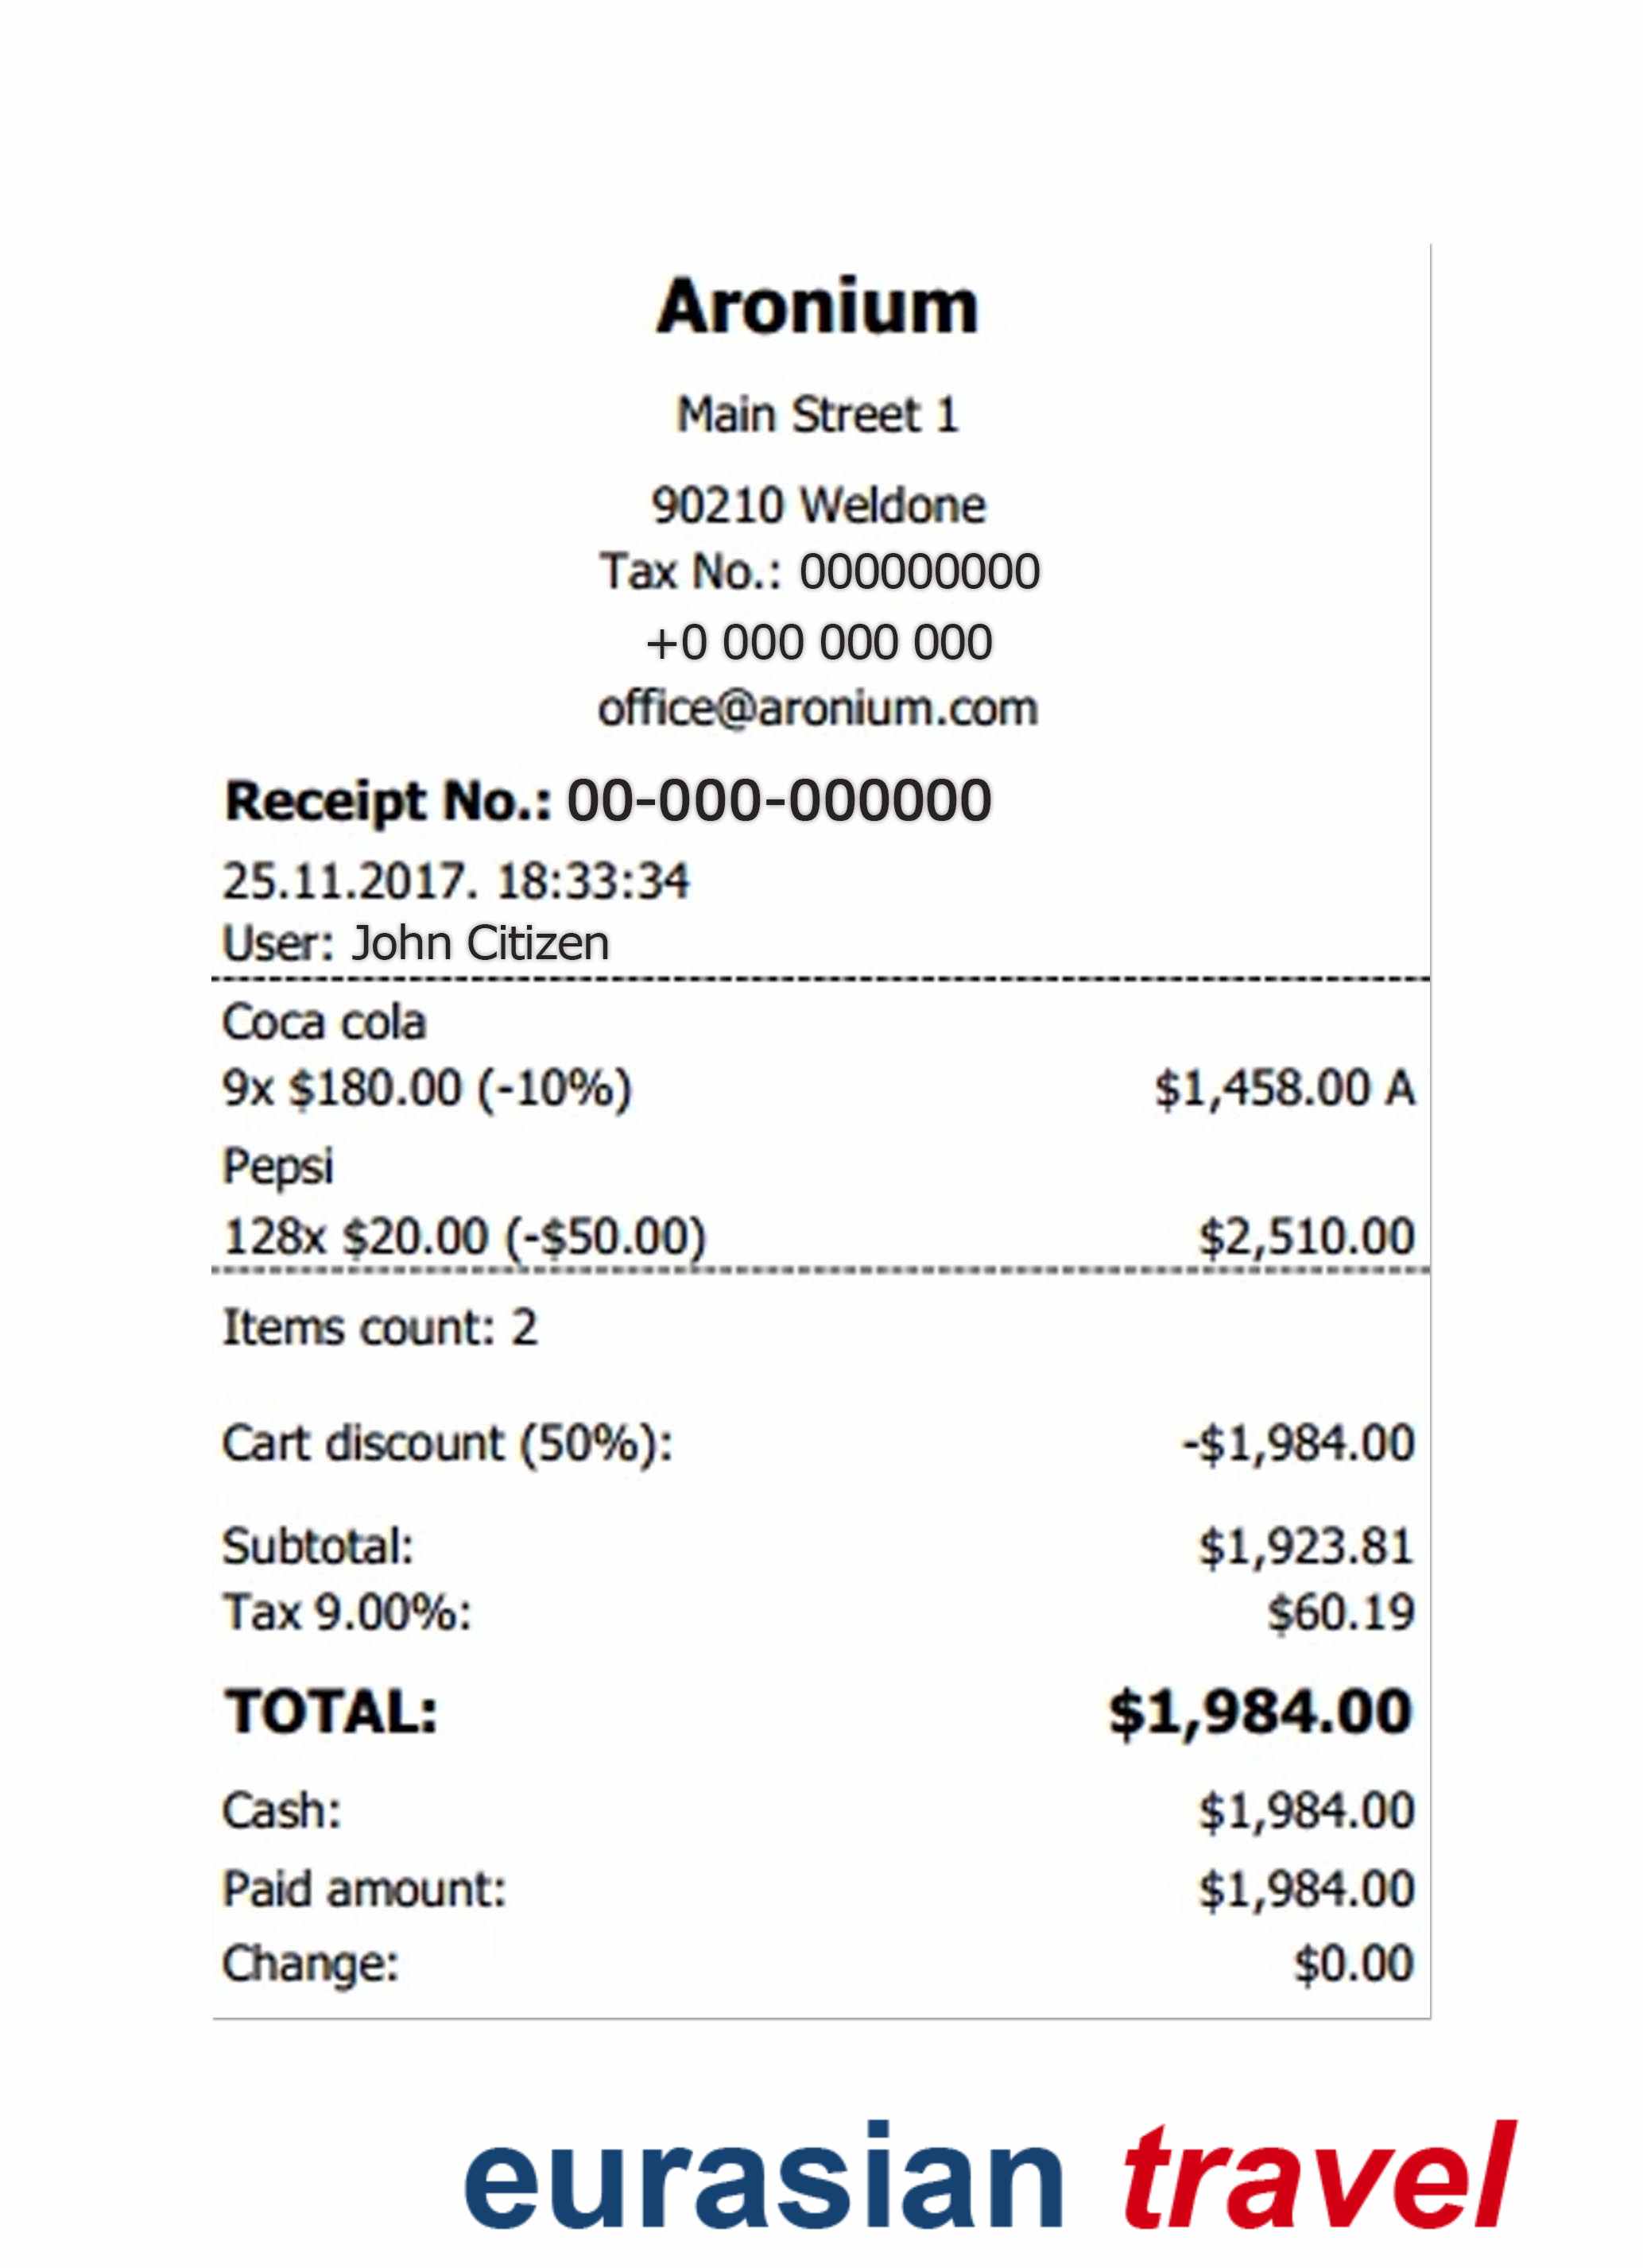 Aronium
Main Street 1
90210 Weldone
Tax No.: 000000000
+0 000 000 000
office@aronium.com
Receipt No.: 00-000-000000
25.11.2017. 18:33:34
User: John Citizen
Coca cola
9x $180.00 (-10%) $1,458.00 A
Pepsi
128x $20.00 (-$50.00) $2,510.00
Items count: 2
Cart discount (50%): -$1,984.00
Subtotal: $1,923.81
Tax 9.00%: $60.19
TOTAL: $1,984.00
Cash: $1,984.00
Paid amount: $1,984.00
Change: $0.00
eurasian travel